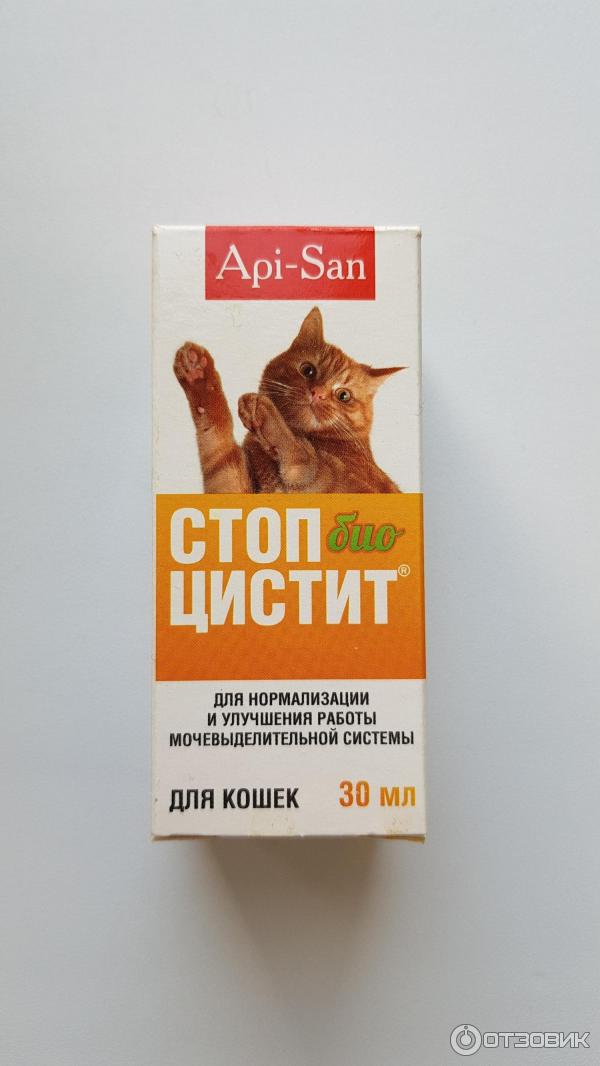 Api-San
СТОП био
ЦИСТИТ®
ДЛЯ НОРМАЛИЗАЦИИ
И УЛУЧШЕНИЯ РАБОТЫ
МОЧЕВЫДЕЛИТЕЛЬНОЙ СИСТЕМЫ
ДЛЯ КОШЕК 30 МЛ
ОТЗОВИК